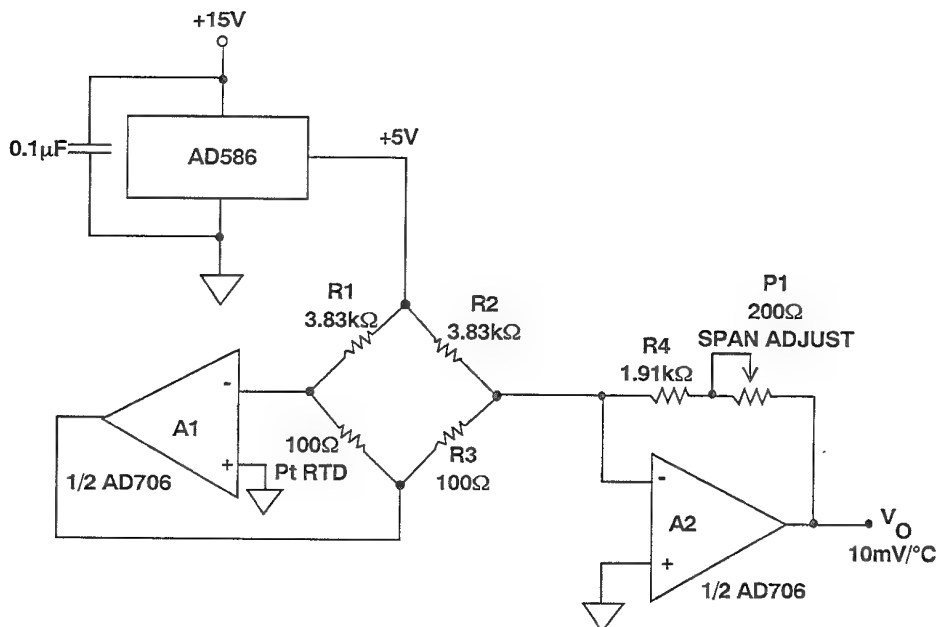 +15V
0.1µF
AD586
+5V
R1
3.83kΩ
R2
3.83kΩ
P1
200Ω
SPAN ADJUST
R4
1.91kΩ
-
A1
+
1/2 AD706
100Ω
Pt RTD
R3
100Ω
-
A2
+
1/2 AD706
VO
10mV/°C